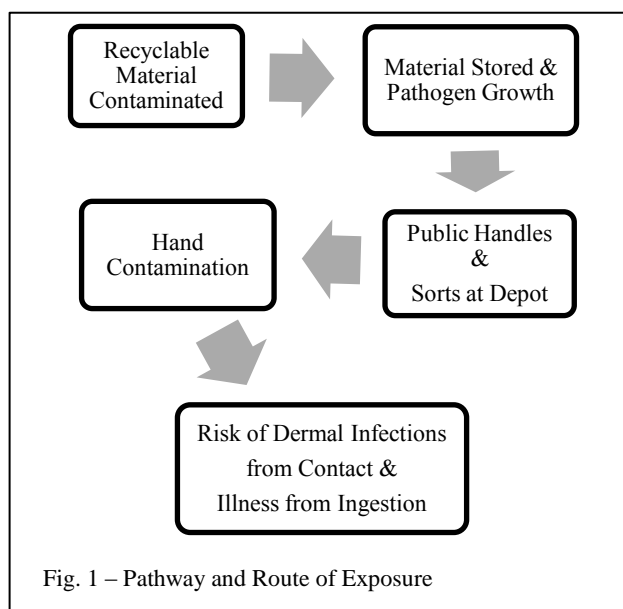 Recyclable
Material
Contaminated
Material Stored &
Pathogen Growth
Public Handles
&
Sorts at Depot
Hand
Contamination
Risk of Dermal Infections
from Contact &
Illness from Ingestion
Fig. 1 – Pathway and Route of Exposure